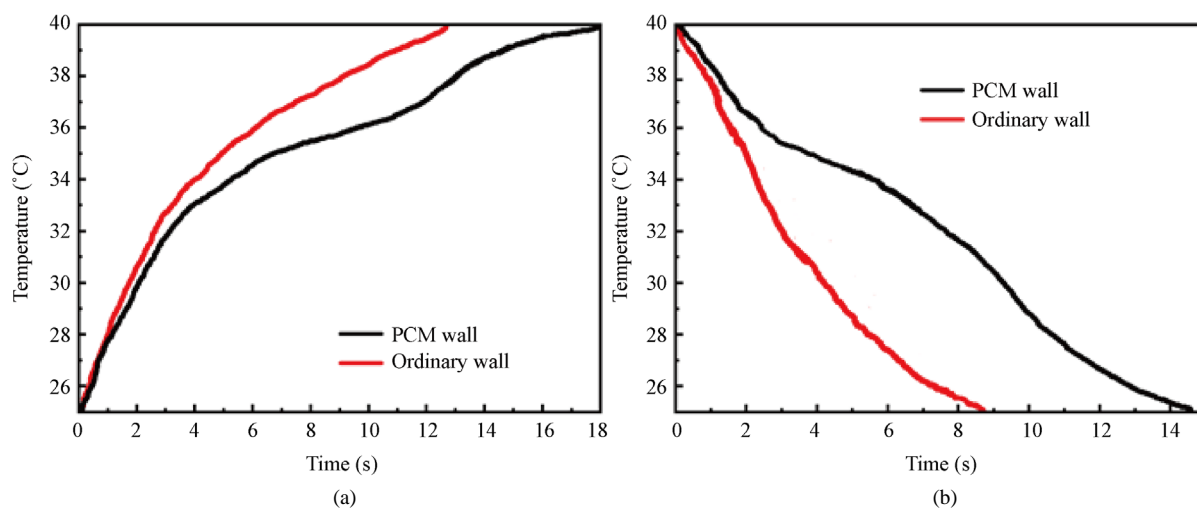 40
38
36
34
32
30
28
26
Temperature (˚C)
PCM wall
Ordinary wall
0 2 4 6 8 10 12 14 16 18
Time (s)
(a)
40
38
36
34
32
30
28
26
Temperature (˚C)
PCM wall
Ordinary wall
0 2 4 6 8 10 12 14
Time (s)
(b)